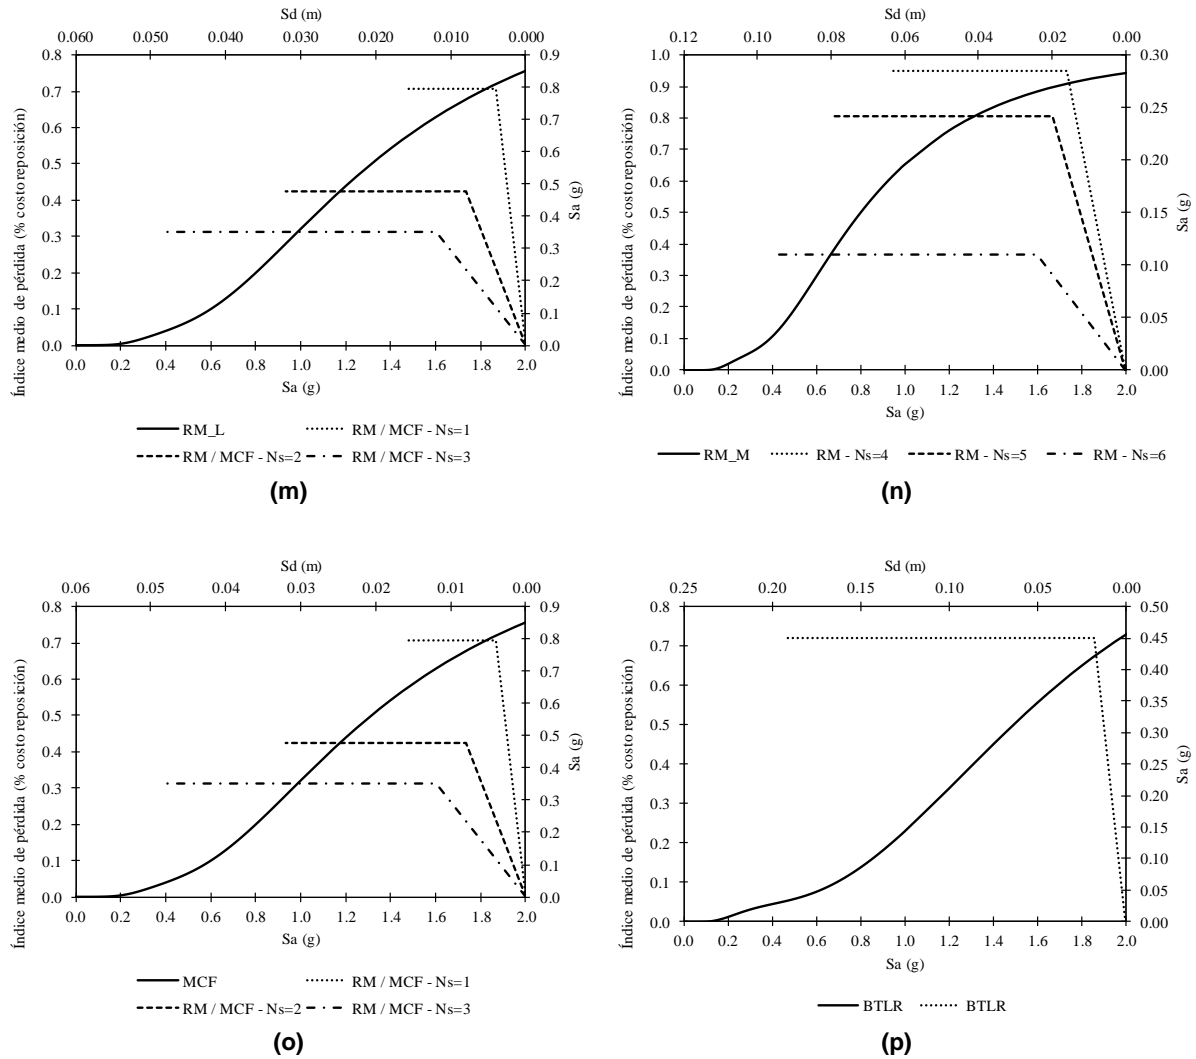 Sd (m)
0.060 0.050 0.040 0.030 0.020 0.010 0.000
0.8 0.7 0.6 0.5 0.4 0.3 0.2 0.1 0.0
Índice medio de pérdida (% costo reposición)
0.9 0.8 0.7 0.6 0.5 0.4 0.3 0.2 0.1 0.0
Sa (g)
0.0 0.2 0.4 0.6 0.8 1.0 1.2 1.4 1.6 1.8 2.0
Sa (g)
RM_L RM / MCF - Ns=1
RM / MCF - Ns=2 RM / MCF - Ns=3
(m)
Sd (m)
0.12 0.10 0.08 0.06 0.04 0.02 0.00
1.0 0.9 0.8 0.7 0.6 0.5 0.4 0.3 0.2 0.1 0.0
Índice medio de pérdida (% costo reposición)
0.30 0.25 0.20 0.15 0.10 0.05 0.00
Sa (g)
0.0 0.2 0.4 0.6 0.8 1.0 1.2 1.4 1.6 1.8 2.0
Sa (g)
RM_M RM - Ns=4 RM - Ns=5 RM - Ns=6
(n)
Sd (m)
0.06 0.05 0.04 0.03 0.02 0.01 0.00
0.8 0.7 0.6 0.5 0.4 0.3 0.2 0.1 0.0
Índice medio de pérdida (% costo reposición)
0.9 0.8 0.7 0.6 0.5 0.4 0.3 0.2 0.1 0.0
Sa (g)
0.0 0.2 0.4 0.6 0.8 1.0 1.2 1.4 1.6 1.8 2.0
Sa (g)
MCF RM / MCF - Ns=1
RM / MCF - Ns=2 RM / MCF - Ns=3
(o)
Sd (m)
0.25 0.20 0.15 0.10 0.05 0.00
0.8 0.7 0.6 0.5 0.4 0.3 0.2 0.1 0.0
Índice medio de pérdida (% costo reposición)
0.50 0.45 0.40 0.35 0.30 0.25 0.20 0.15 0.10 0.05 0.00
Sa (g)
0.0 0.2 0.4 0.6 0.8 1.0 1.2 1.4 1.6 1.8 2.0
Sa (g)
BTLR BTLR
(p)